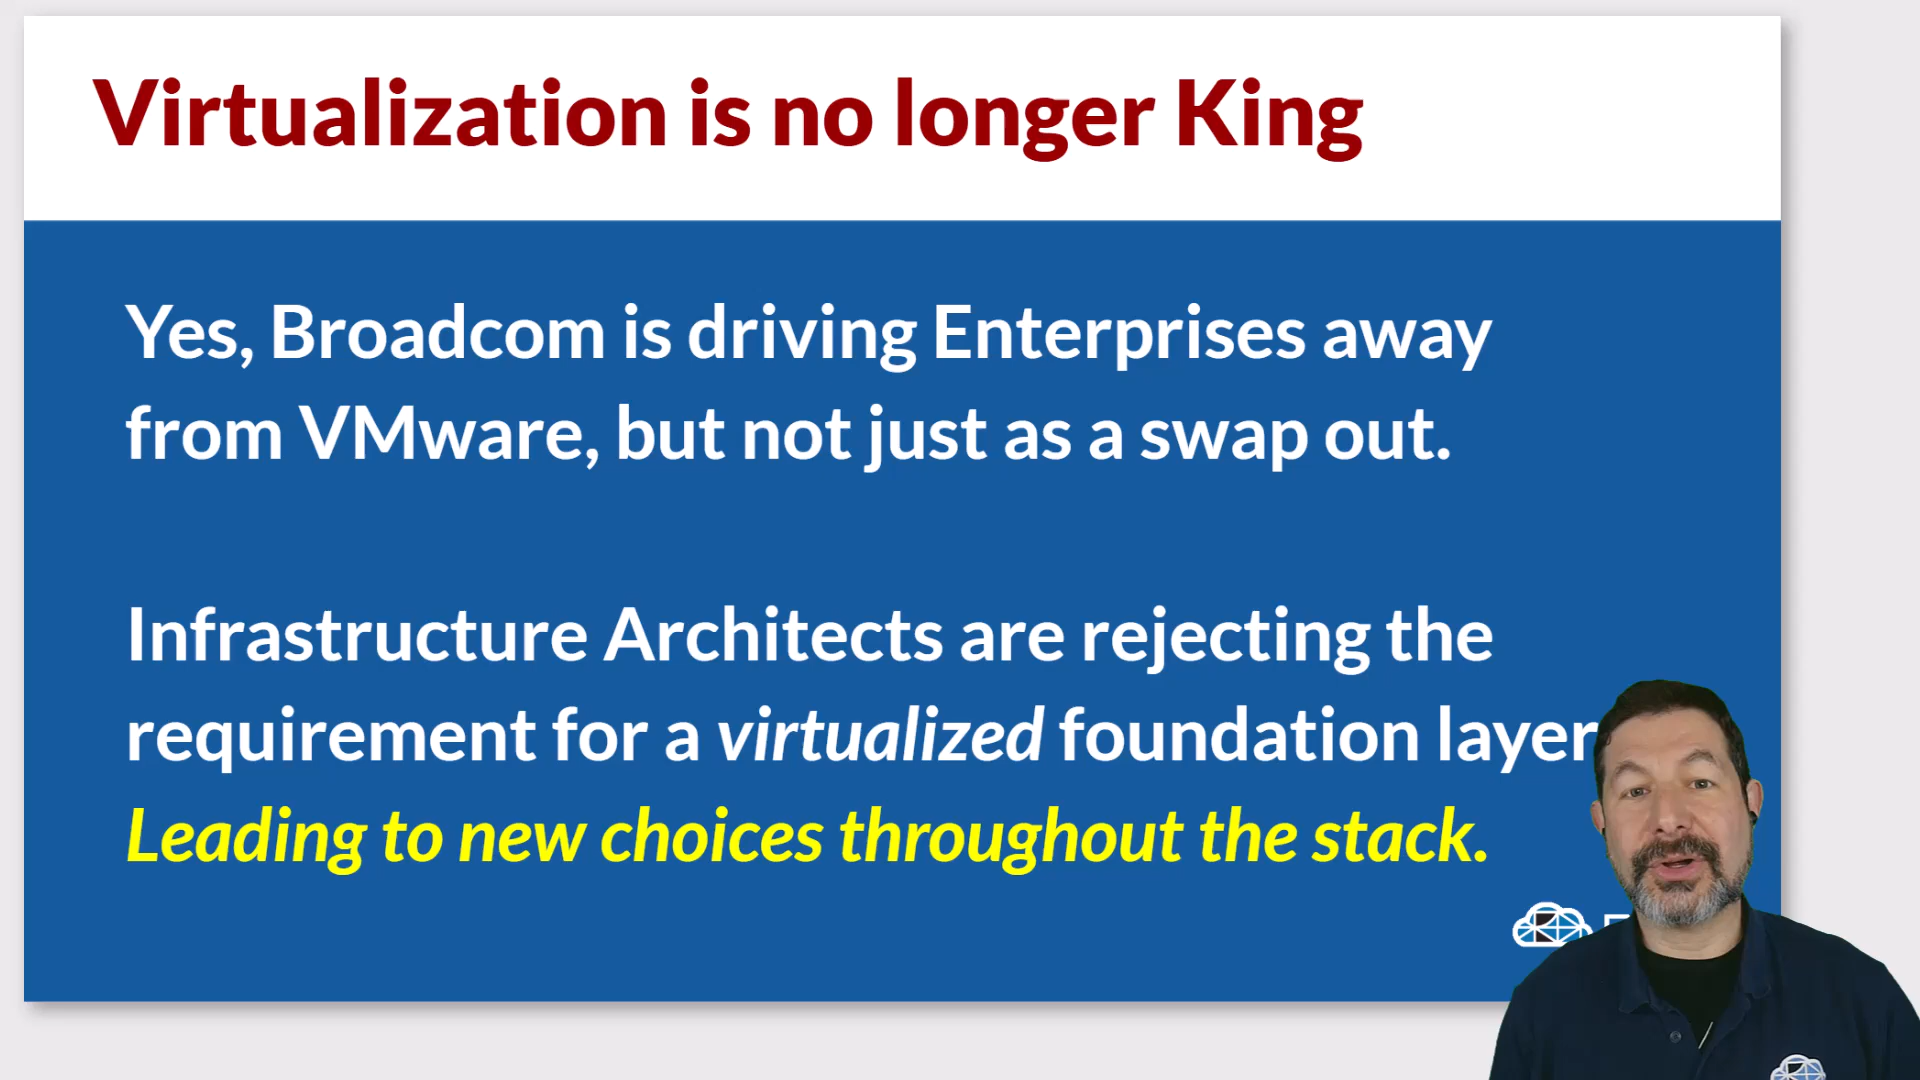 Virtualization is no longer King
Yes, Broadcom is driving Enterprises away
from VMware, but not just as a swap out.
Infrastructure Architects are rejecting the
requirement for a virtualized foundation layer
Leading to new choices throughout the stack.